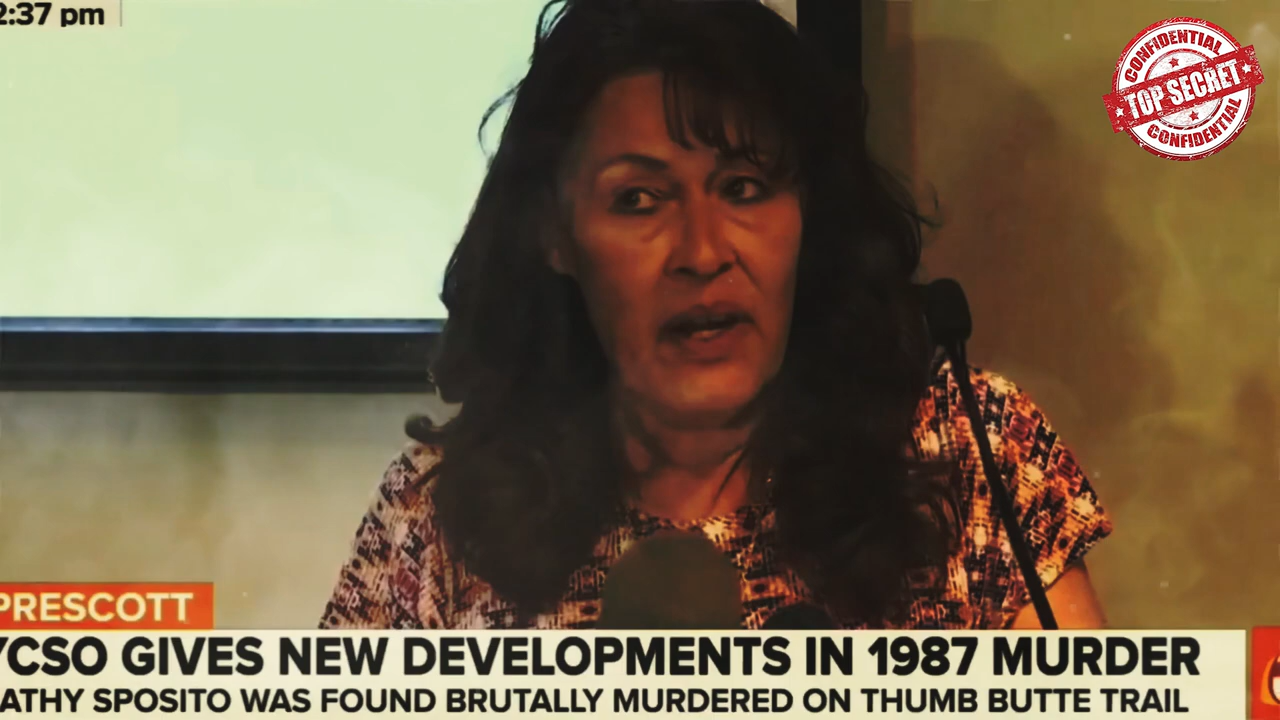 2:37 pm
CONFIDENTIAL
TOP SECRET
CONFIDENTIAL
PRESCOTT
YCSO GIVES NEW DEVELOPMENTS IN 1987 MURDER
ATHY SPOSITO WAS FOUND BRUTALLY MURDERED ON THUMB BUTTE TRAIL